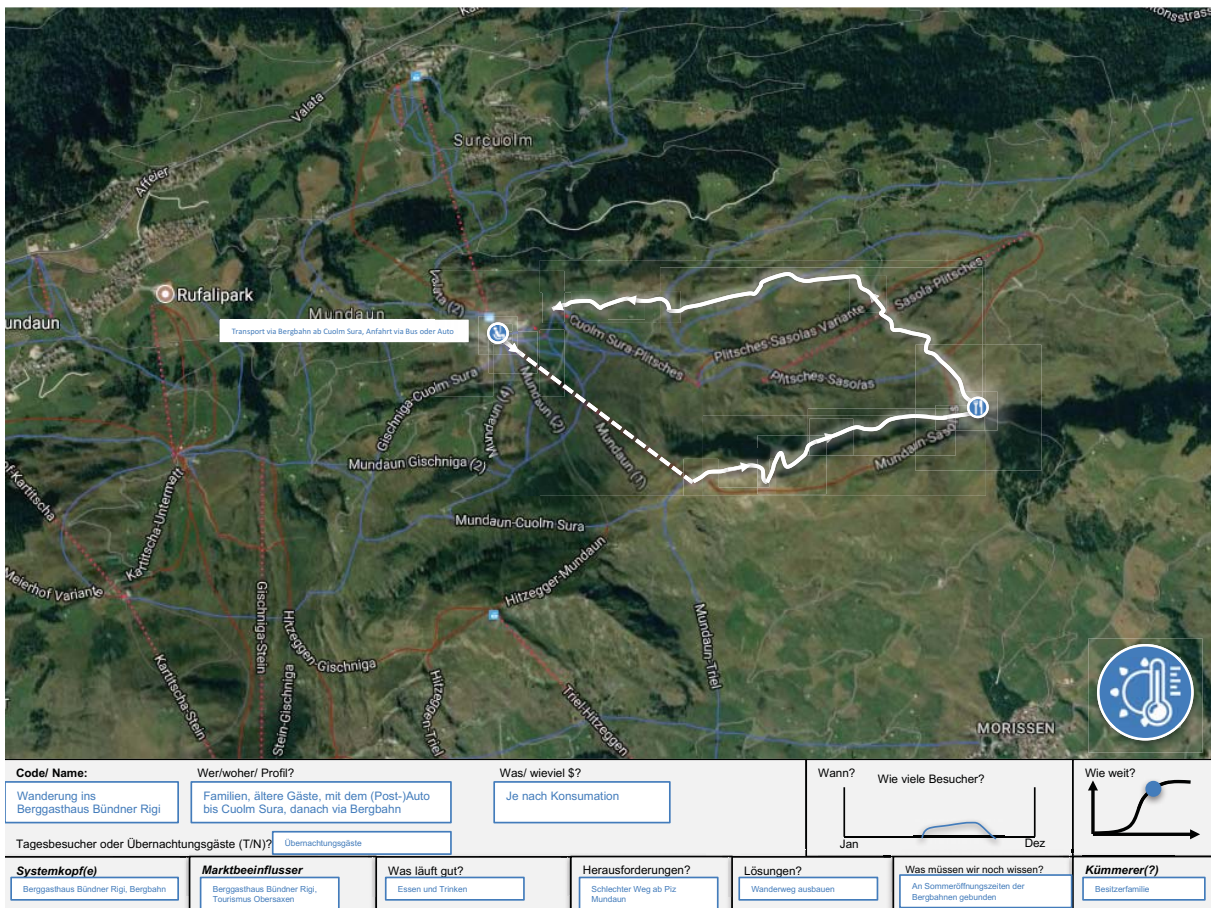 Valata
Surcuolm
Affeier
Rufalipark
Valata (2)
Mundaun
undaun
Transport via Bergbahn ab Cuolm Sura, Anfahrt via Bus oder Auto
Cuolm Sura-Plitsches
Plitsches-Sasolas Variante
Sasola-Plitsches
Plitsches-Sasolas
Gischniga-Cuolm Sura
Mundaun (4)
Mundaun (2)
Mundaun (1)
Mundaun-Saso
Mundaun Gischniga (2)
Kartitscha-Untermatt
of-Kartitscha
Mundaun-Cuolm Sura
Meierhof Variante
Hitzegger-Mundaun
Gischniga-Stein
Hitzeggen-Gischniga
Stein-Gischniga
Kartitscha-Stein
Hitzeggen-Triel
Triel-Hitzeggen
Mundaun-Triel
MORISSEN
Code/ Name:
Wanderung ins
Berggasthaus Bündner Rigi
Wer/woher/ Profil?
Familien, ältere Gäste, mit dem (Post-)Auto
bis Cuolm Sura, danach via Bergbahn
Was/ wieviel $?
Je nach Konsumation
Tagesbesucher oder Übernachtungsgäste (T/N)?
Übernachtungsgäste
Wann?
Wie viele Besucher?
Jan
Dez
Wie weit?
Systemkopf(e)
Berggasthaus Bündner Rigi, Bergbahn
Marktbeeinflusser
Berggasthaus Bündner Rigi,
Tourismus Obersaxen
Was läuft gut?
Essen und Trinken
Herausforderungen?
Schlechter Weg ab Piz
Mundaun
Lösungen?
Wanderweg ausbauen
Was müssen wir noch wissen?
An Sommeröffnungszeiten der
Bergbahnen gebunden
Kümmerer(?)
Besitzerfamilie